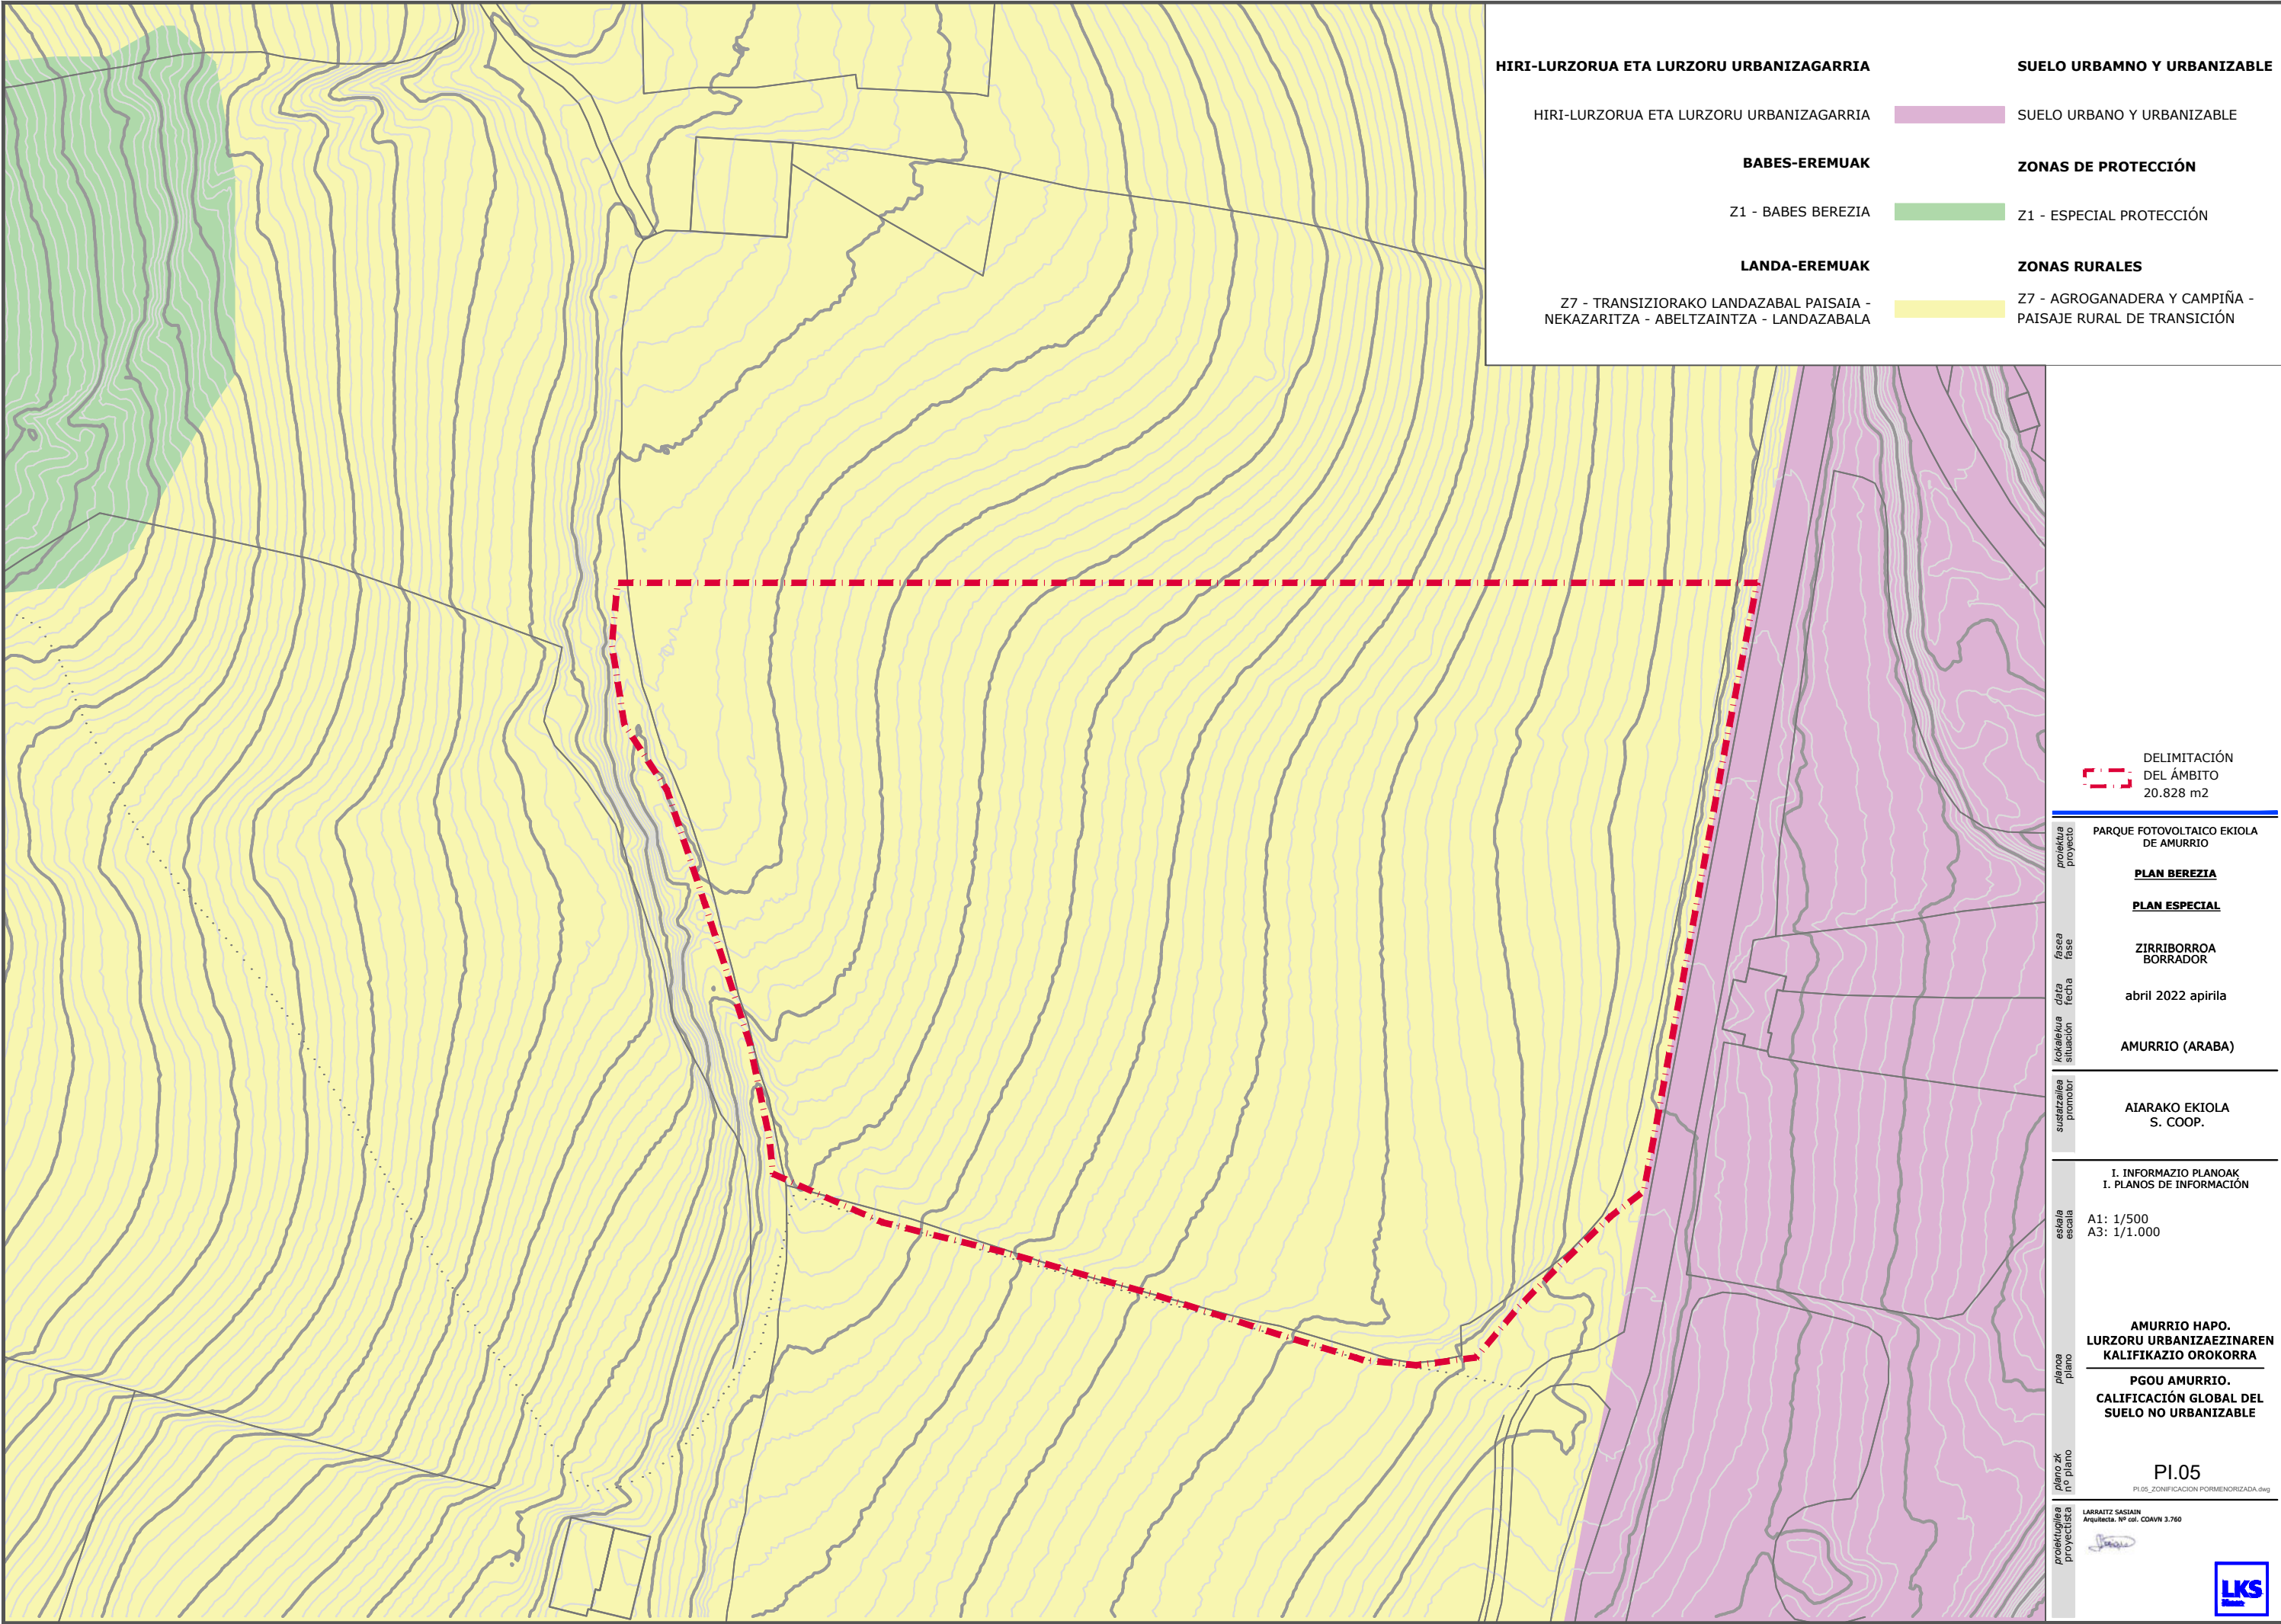 HIRI-LURZORUA ETA LURZORU URBANIZAGARRIA
SUELO URBAMNO Y URBANIZABLE
HIRI-LURZORUA ETA LURZORU URBANIZAGARRIA
SUELO URBANO Y URBANIZABLE
BABES-EREMUAK
ZONAS DE PROTECCIÓN
Z1 - BABES BEREZIA
Z1 - ESPECIAL PROTECCIÓN
LANDA-EREMUAK
ZONAS RURALES
Z7 - TRANSIZIORAKO LANDAZABAL PAISAIA -
NEKAZARITZA - ABELTZAINTZA - LANDAZABALA
Z7 - AGROGANADERA Y CAMPIÑA -
PAISAJE RURAL DE TRANSICIÓN
DELIMITACIÓN
DEL ÁMBITO
20.828 m2
proiektua
proyecto
PARQUE FOTOVOLTAICO EKIOLA
DE AMURRIO
PLAN BEREZIA
PLAN ESPECIAL
fasea
fase
ZIRRIBORROA
BORRADOR
data
fecha
abril 2022 apirila
kokalekua
situación
AMURRIO (ARABA)
sustatzailea
promotor
AIARAKO EKIOLA
S. COOP.
I. INFORMAZIO PLANOAK
I. PLANOS DE INFORMACIÓN
eskala
escala
A1: 1/500
A3: 1/1.000
planoa
plano
AMURRIO HAPO.
LURZORU URBANIZAEZINAREN
KALIFIKAZIO OROKORRA
PGOU AMURRIO.
CALIFICACIÓN GLOBAL DEL
SUELO NO URBANIZABLE
plano zk
nº plano
PI.05
PI.05_ZONIFICACION PORMENORIZADA.dwg
proiektugilea
proyectista
LARRAITZ SASIAIN
Arquitecta. Nº col. COAVN 3.760
LKS